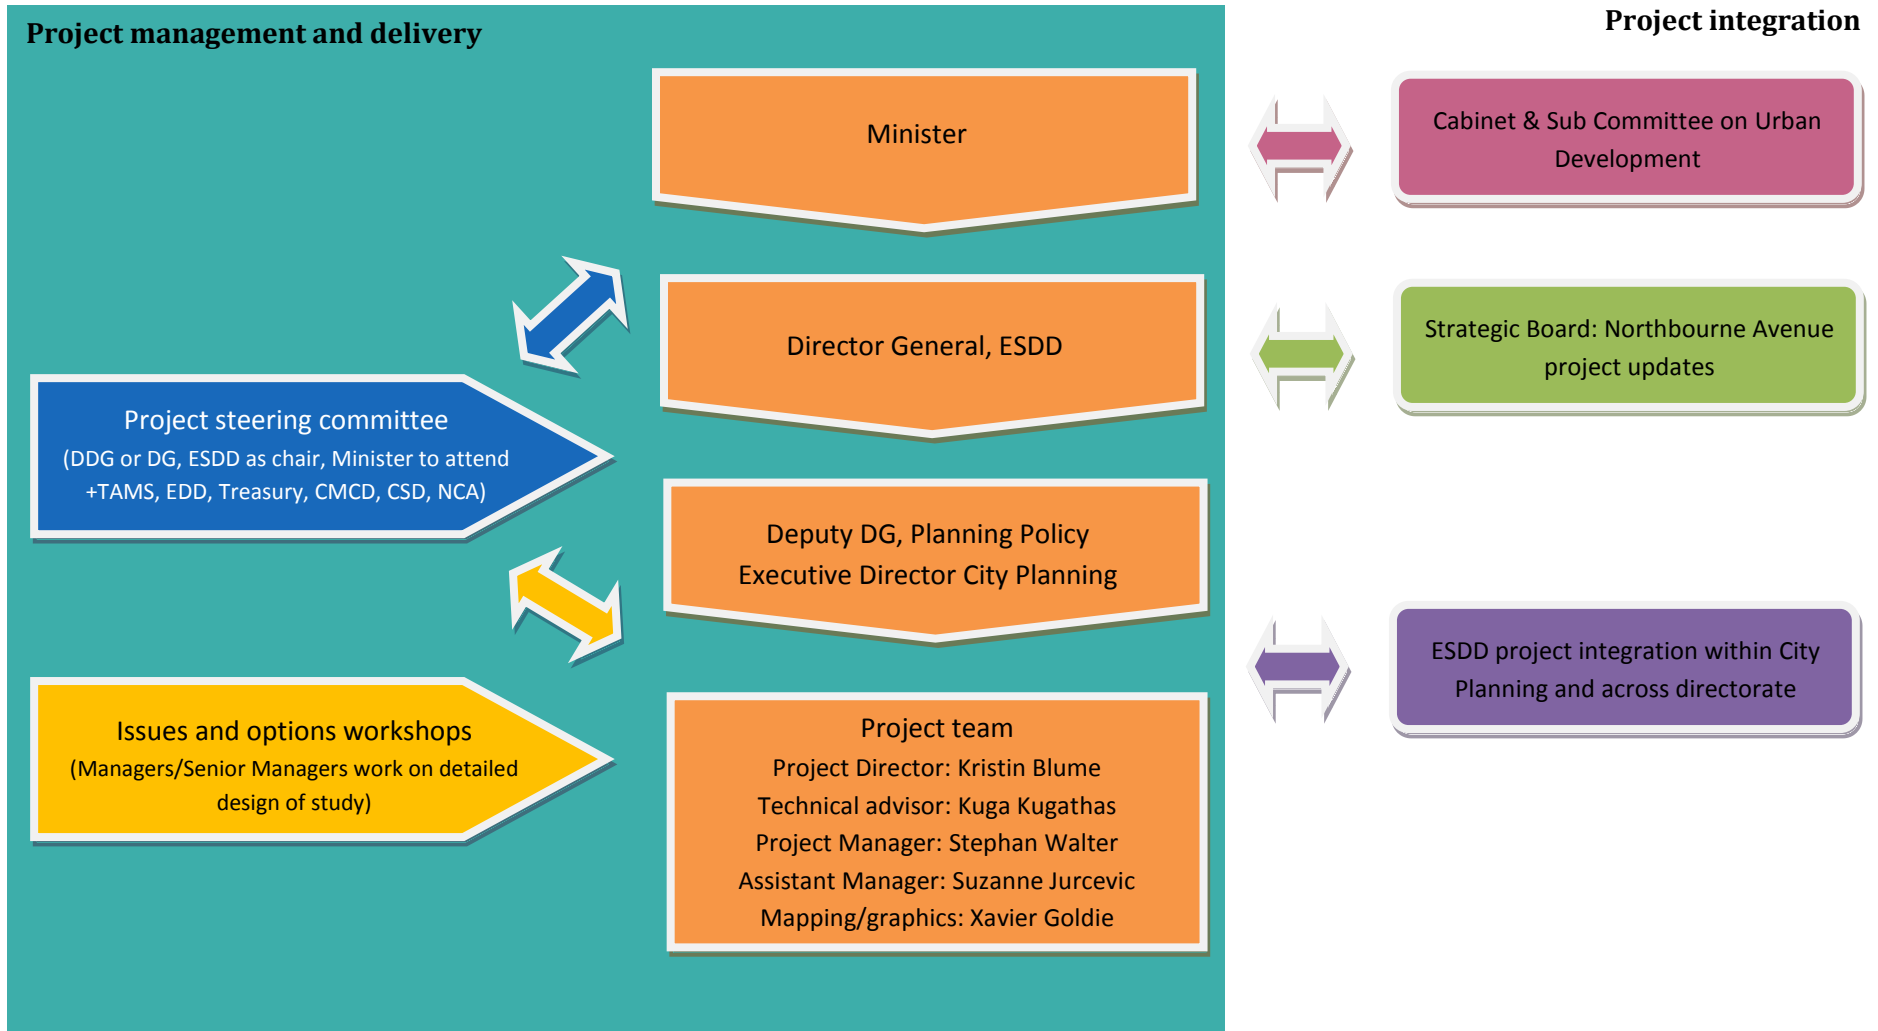 Project management and delivery
Project integration
Minister
Cabinet & Sub Committee on Urban
Development
Director General, ESDD
Strategic Board: Northbourne Avenue
project updates
Project steering committee
(DDG or DG, ESDD as chair, Minister to attend
+TAMS, EDD, Treasury, CMCD, CSD, NCA)
Deputy DG, Planning Policy
Executive Director City Planning
ESDD project integration within City
Planning and across directorate
Issues and options workshops
(Managers/Senior Managers work on detailed
design of study)
Project team
Project Director: Kristin Blume
Technical advisor: Kuga Kugathas
Project Manager: Stephan Walter
Assistant Manager: Suzanne Jurcevic
Mapping/graphics: Xavier Goldie